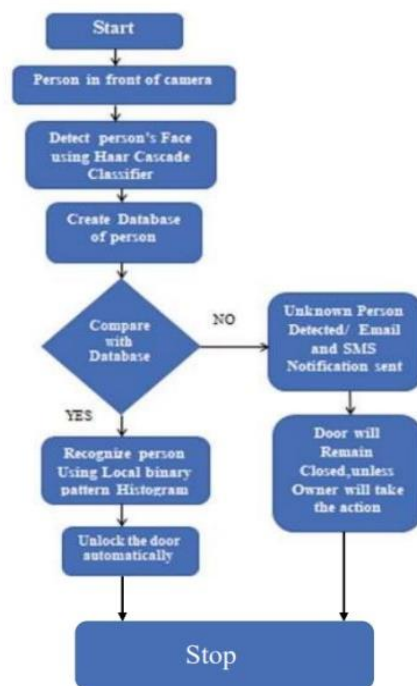 Start
Person in front of camera
Detect person's Face
using Haar Cascade
Classifier
Create Database
of person
Compare
with
Database
NO
Unknown Person
Detected/ Email
and SMS
Notification sent
YES
Recognize person
Using Local binary
pattern Histogram
Door will
Remain
Closed,unless
Owner will take
the action
Unlock the door
automatically
Stop